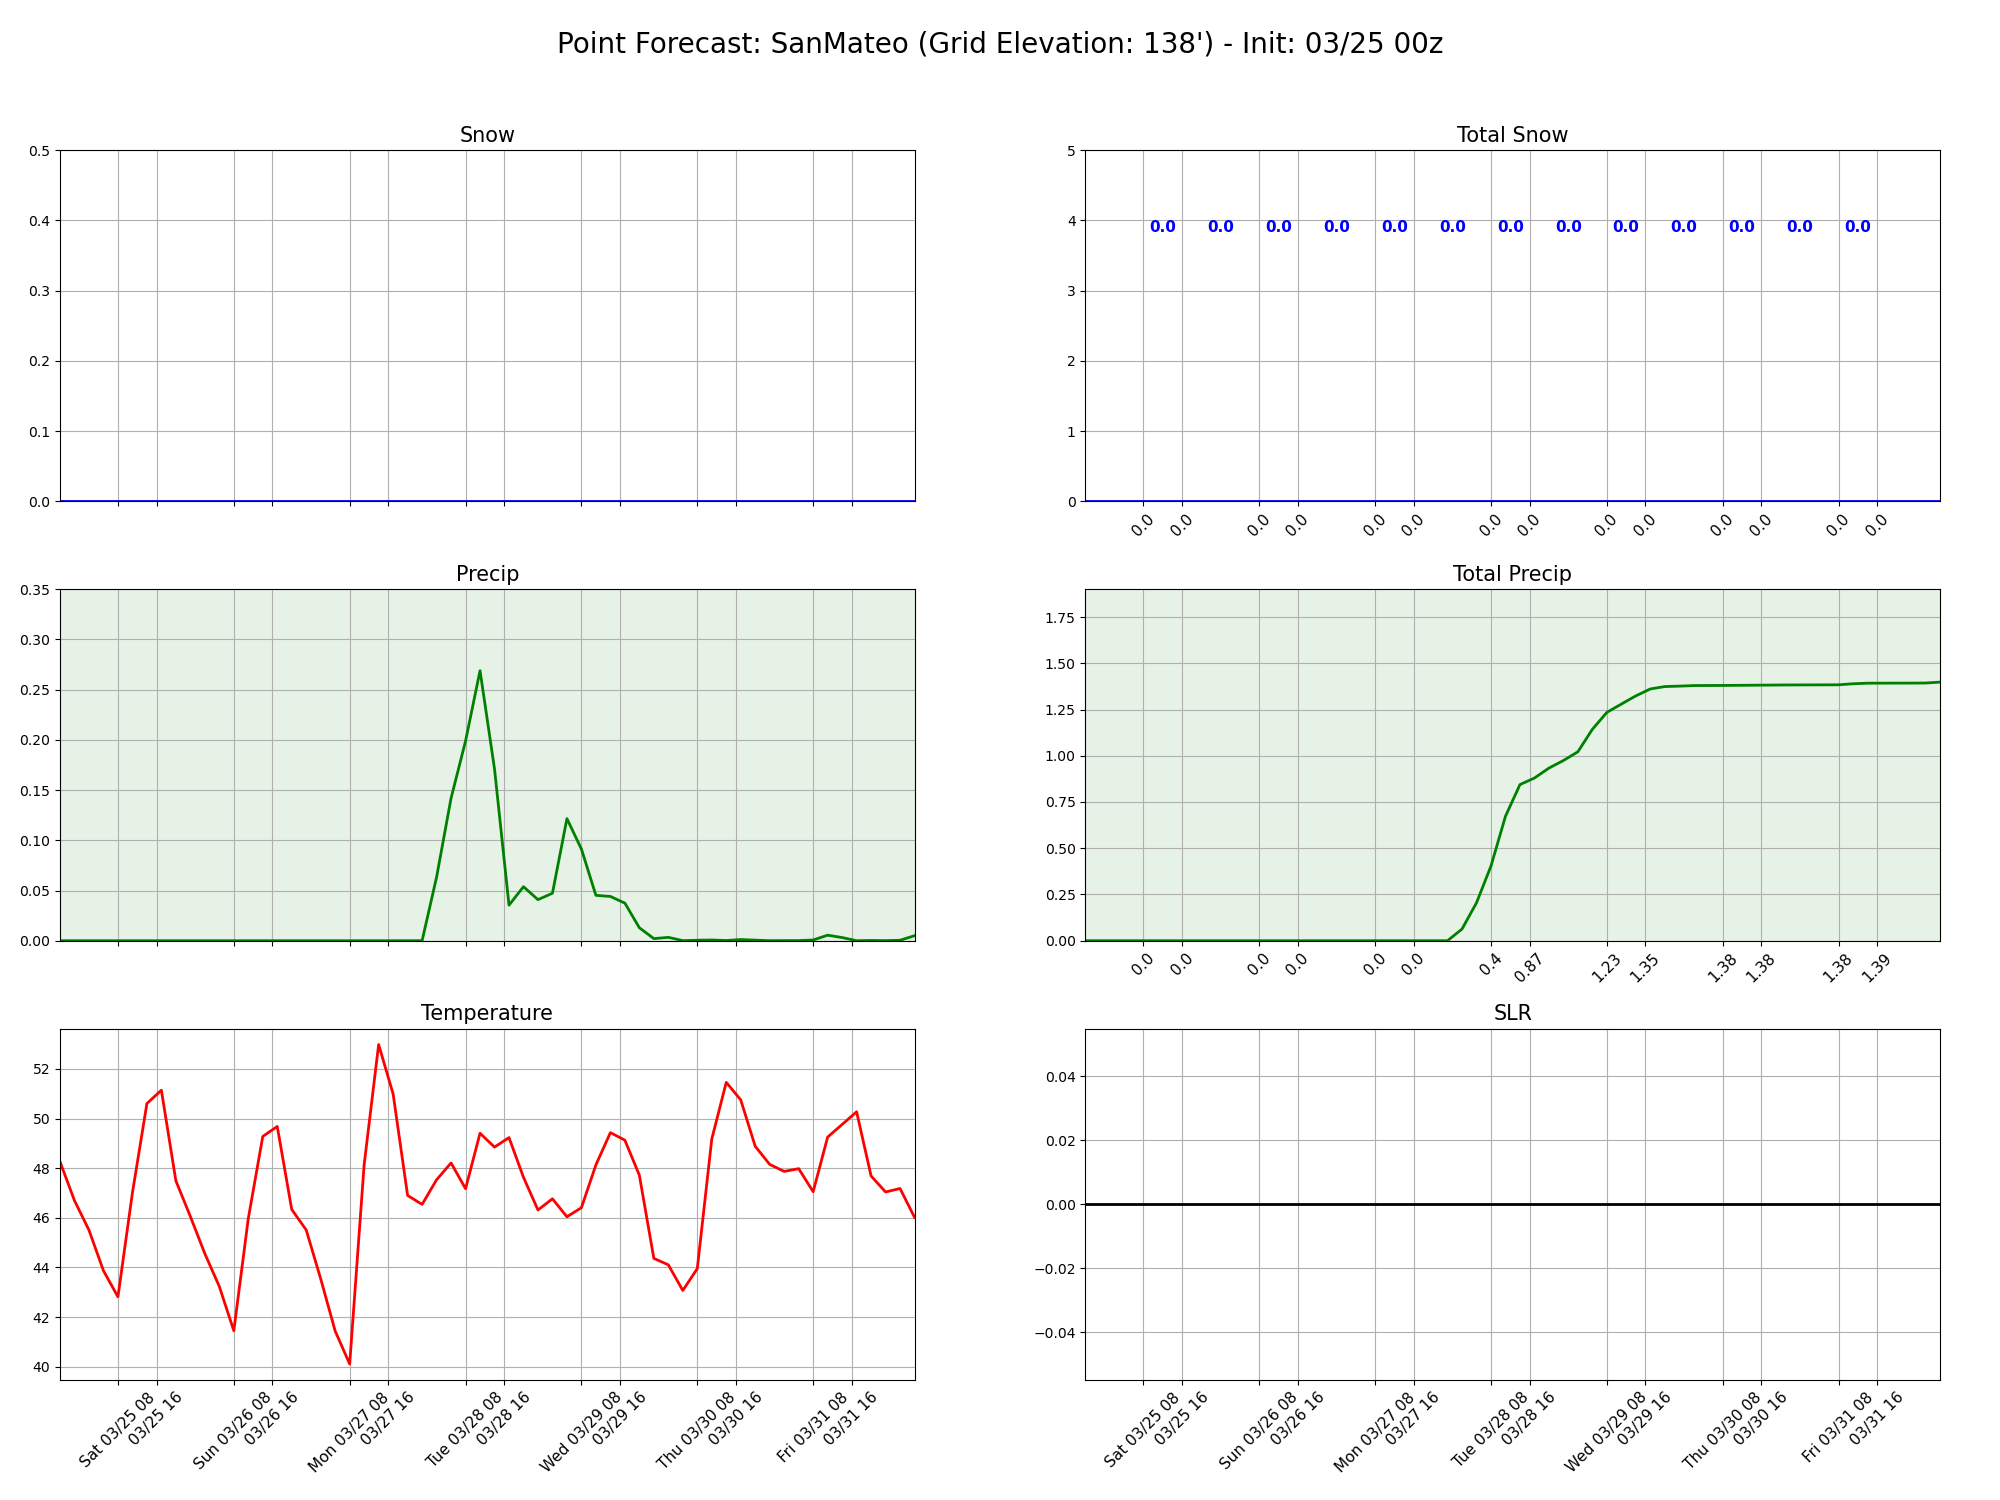 Point Forecast: SanMateo (Grid Elevation: 138') - Init: 03/25 00z
Snow
0.5
0.4
0.3
0.2
0.1
0.0
Total Snow
5
4
3
2
1
0
0.0 0.0 0.0 0.0 0.0 0.0 0.0 0.0 0.0 0.0 0.0 0.0 0.0
0.0 0.0 0.0 0.0 0.0 0.0 0.0 0.0 0.0 0.0 0.0 0.0 0.0 0.0
Precip
0.35
0.30
0.25
0.20
0.15
0.10
0.05
0.00
Total Precip
1.75
1.50
1.25
1.00
0.75
0.50
0.25
0.00
0.0 0.0 0.0 0.0 0.0 0.0 0.4 0.87 1.23 1.35 1.38 1.38 1.38 1.39
Temperature
52
50
48
46
44
42
40
Sat 03/25 08
03/25 16
Sun 03/26 08
03/26 16
Mon 03/27 08
03/27 16
Tue 03/28 08
03/28 16
Wed 03/29 08
03/29 16
Thu 03/30 08
03/30 16
Fri 03/31 08
03/31 16
SLR
0.04
0.02
0.00
−0.02
−0.04
Sat 03/25 08
03/25 16
Sun 03/26 08
03/26 16
Mon 03/27 08
03/27 16
Tue 03/28 08
03/28 16
Wed 03/29 08
03/29 16
Thu 03/30 08
03/30 16
Fri 03/31 08
03/31 16